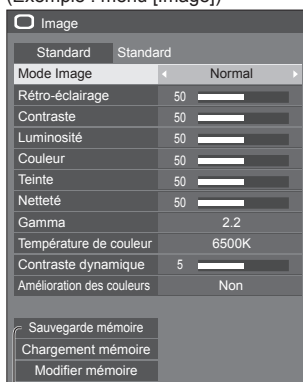 (Exemple : menu [Image])
Image
Standard Standard
Mode Image Normal
Rétro-éclairage 50
Contraste 50
Luminosité 50
Couleur 50
Teinte 50
Netteté 50
Gamma 2.2
Température de couleur 6500K
Contraste dynamique 5
Amélioration des couleurs Non
Sauvegarde mémoire
Chargement mémoire
Modifier mémoire